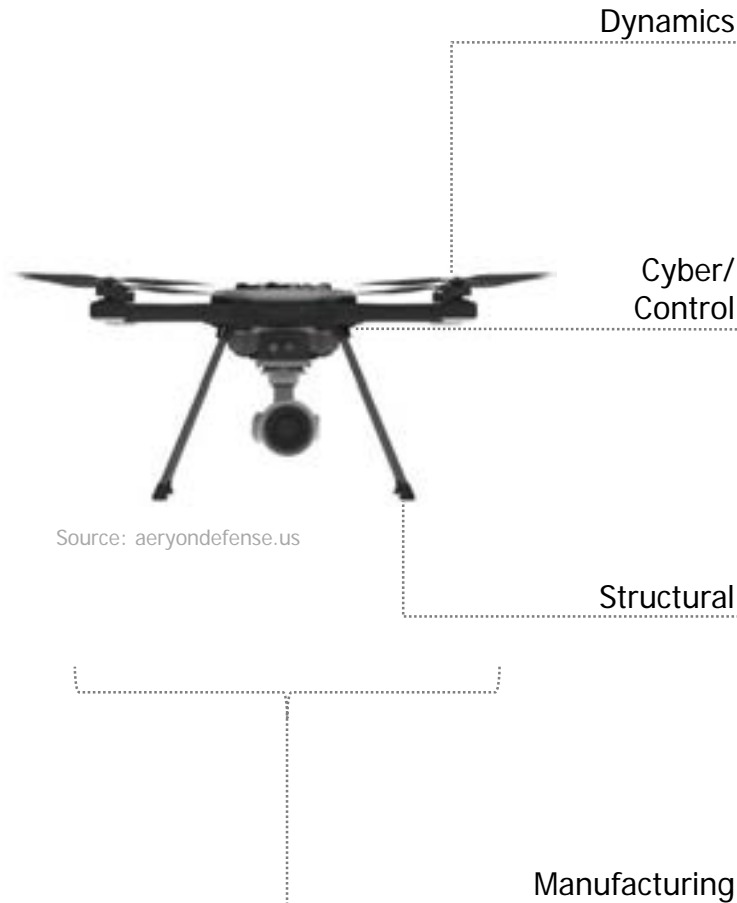 Dynamics
Cyber/
Control
Source: aeryondefense.us
Structural
Manufacturing